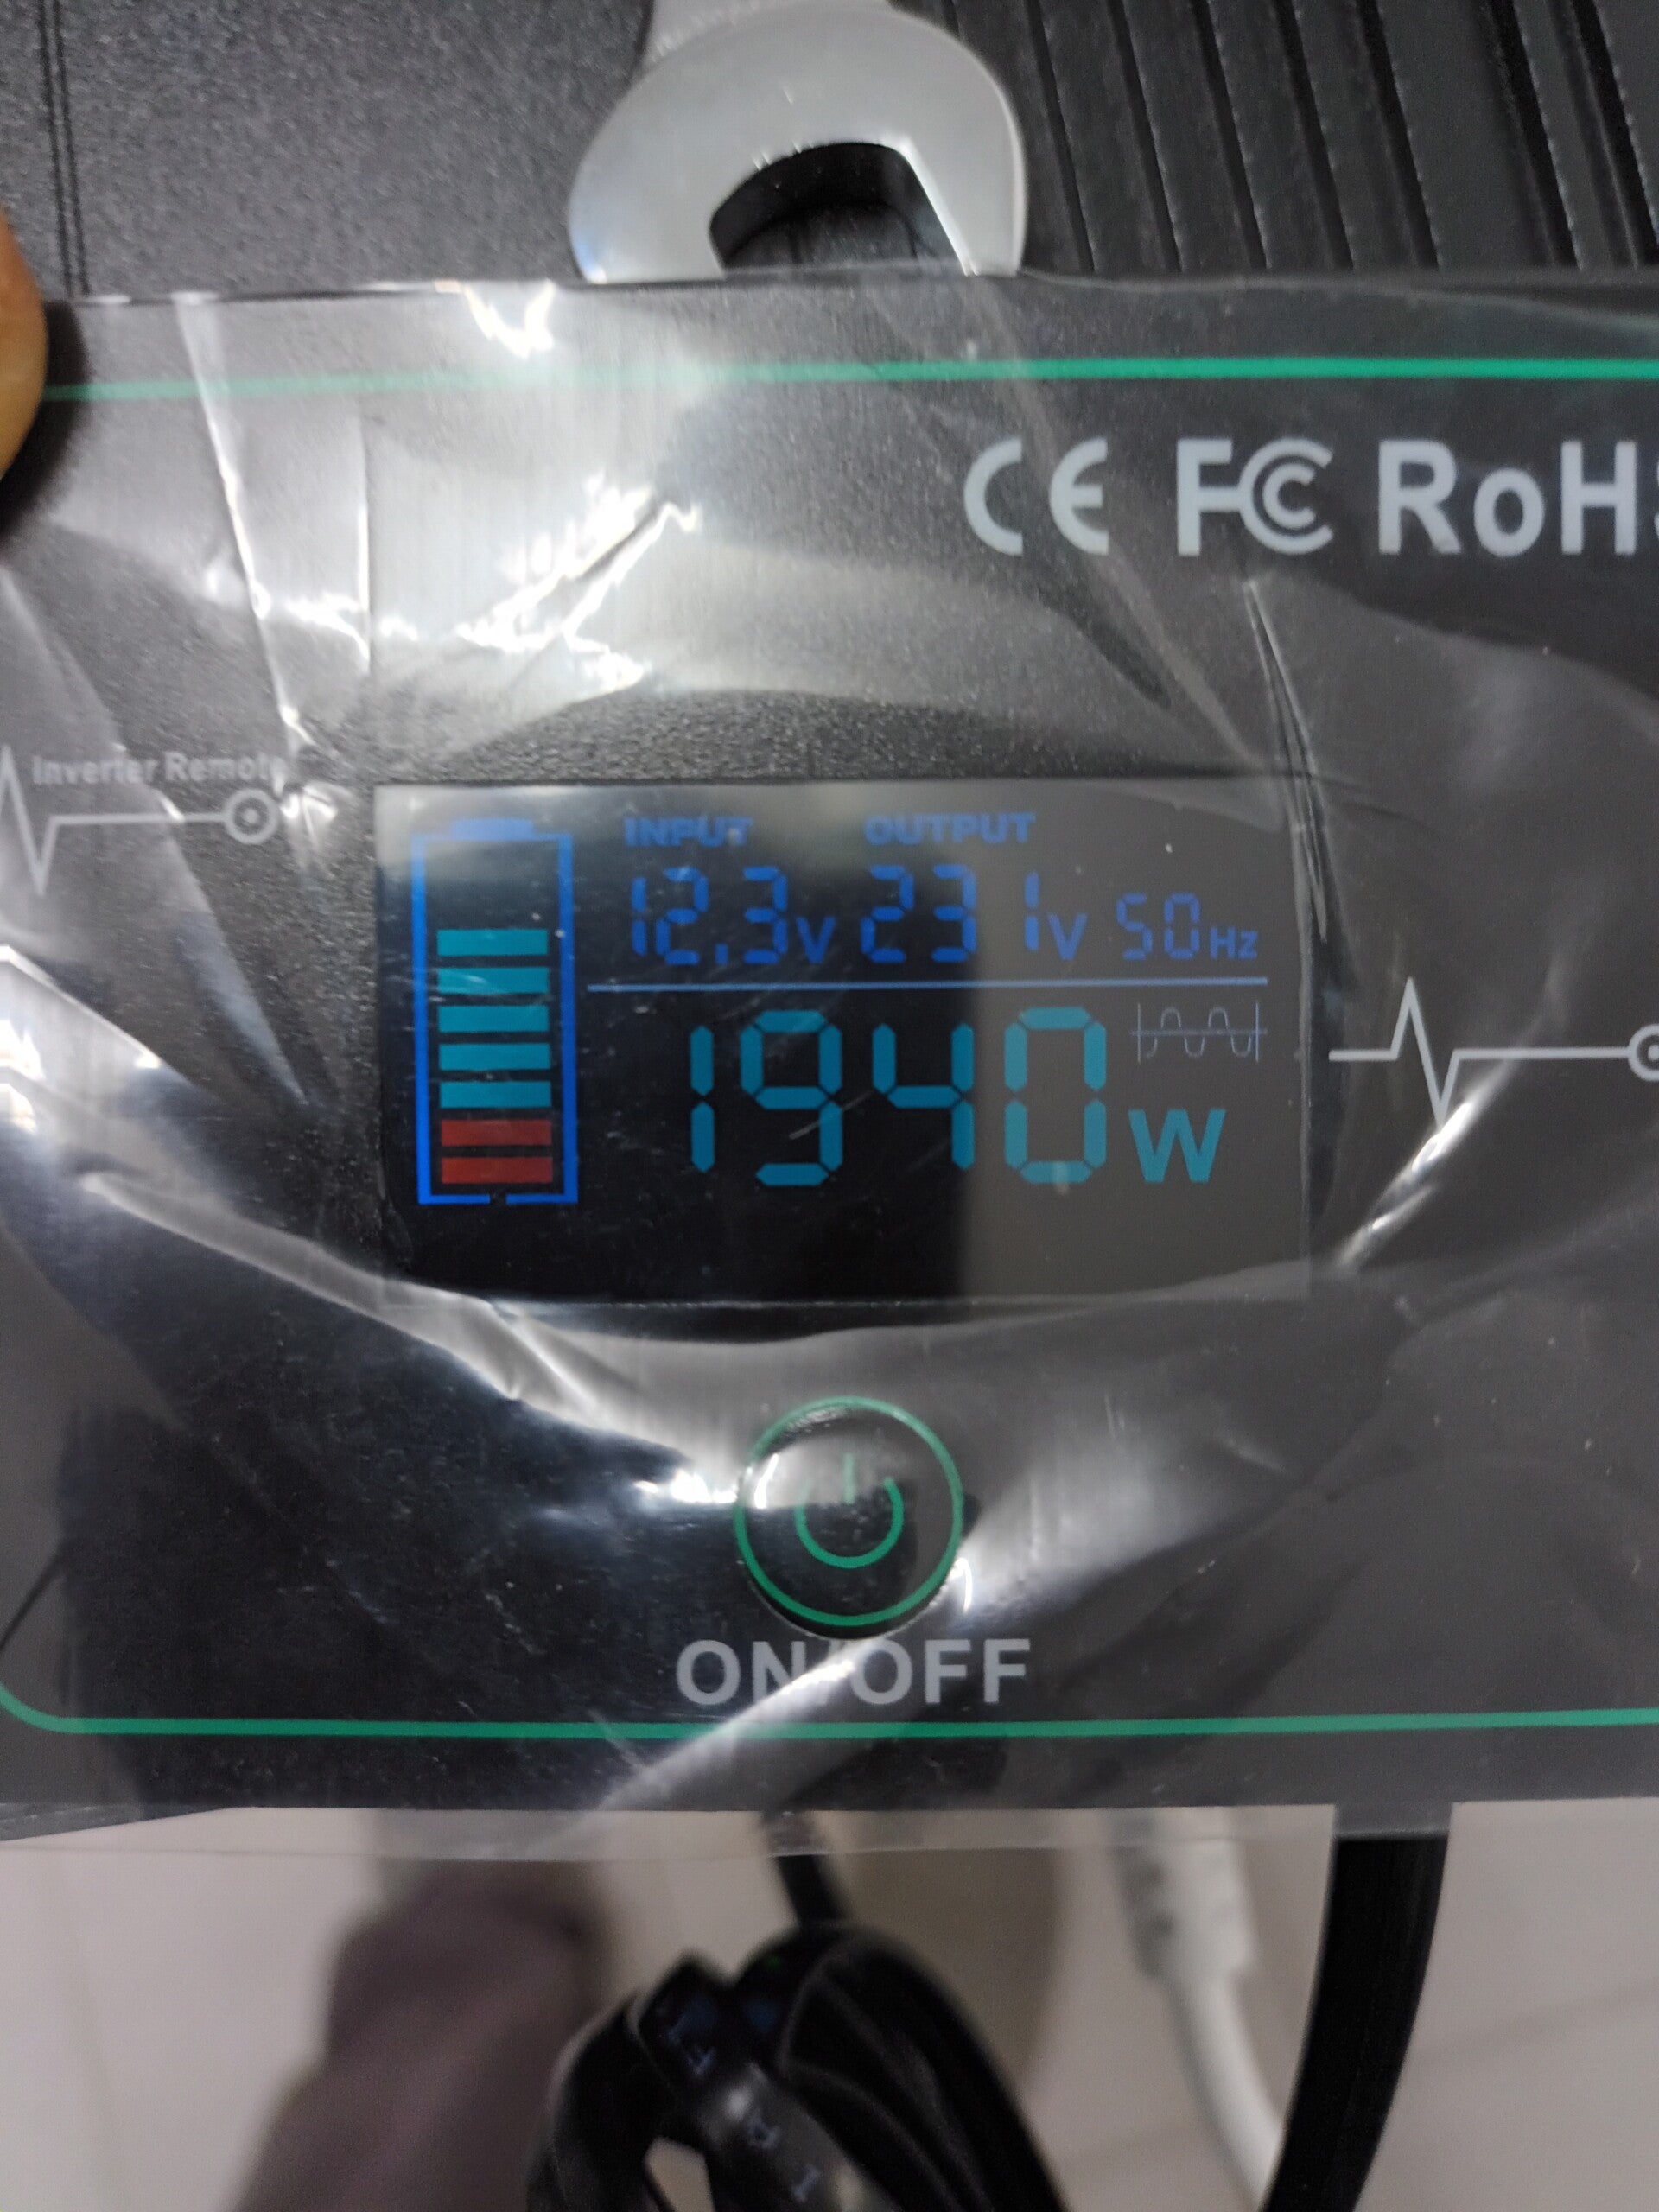 CE FC RoHS
Inverter Remote
INPUT OUTPUT
12.3V 231V 50Hz
1940W
ON/OFF